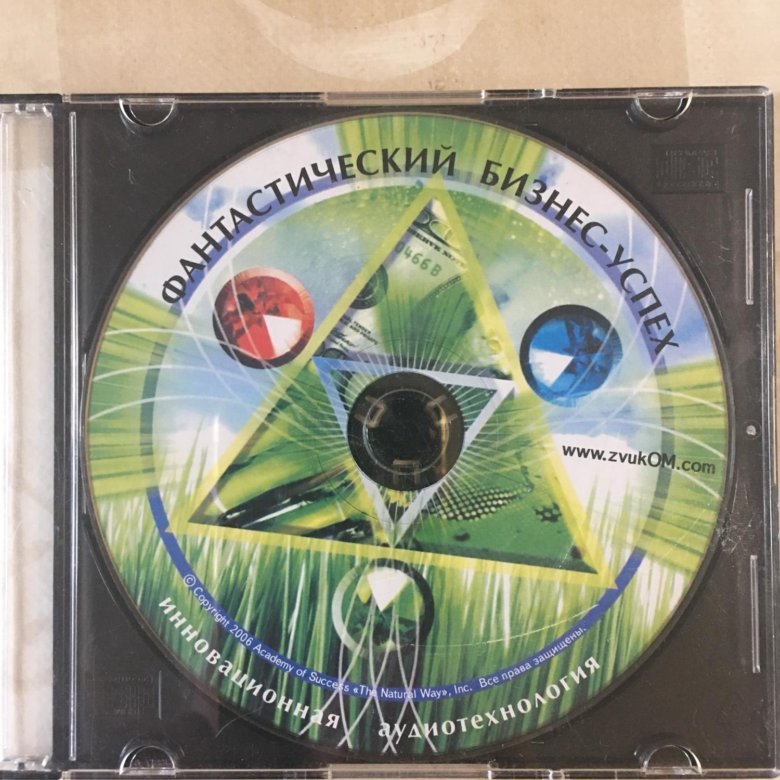 ФАНТАСТИЧЕСКИЙ БИЗНЕС-УСПЕХ
0466B
www.zvukOM.com
© Copyright 2006 Academy of Success «The Natural Way», Inc. Все права защищены.
инновационная аудиотехнология